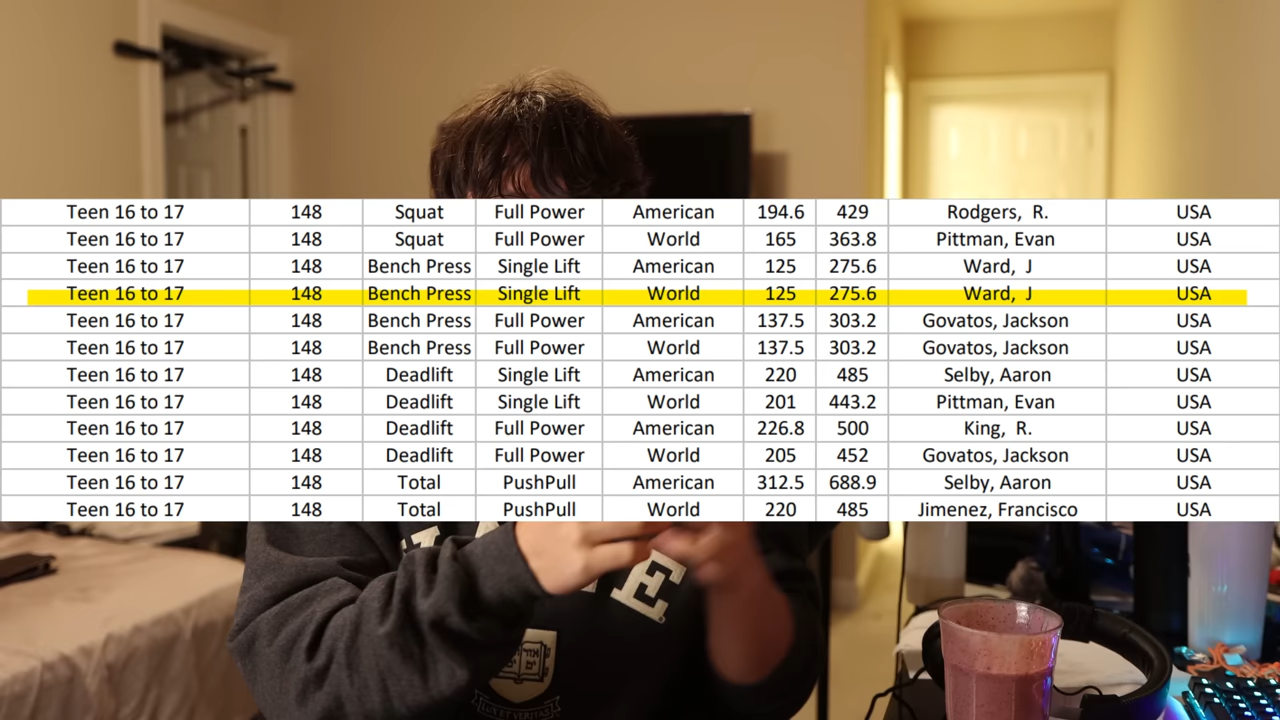 Teen 16 to 17 148 Squat Full Power American 194.6 429 Rodgers, R. USA
Teen 16 to 17 148 Squat Full Power World 165 363.8 Pittman, Evan USA
Teen 16 to 17 148 Bench Press Single Lift American 125 275.6 Ward, J USA
Teen 16 to 17 148 Bench Press Single Lift World 125 275.6 Ward, J USA
Teen 16 to 17 148 Bench Press Full Power American 137.5 303.2 Govatos, Jackson USA
Teen 16 to 17 148 Bench Press Full Power World 137.5 303.2 Govatos, Jackson USA
Teen 16 to 17 148 Deadlift Single Lift American 220 485 Selby, Aaron USA
Teen 16 to 17 148 Deadlift Single Lift World 201 443.2 Pittman, Evan USA
Teen 16 to 17 148 Deadlift Full Power American 226.8 500 King, R. USA
Teen 16 to 17 148 Deadlift Full Power World 205 452 Govatos, Jackson USA
Teen 16 to 17 148 Total PushPull American 312.5 688.9 Selby, Aaron USA
Teen 16 to 17 148 Total PushPull World 220 485 Jimenez, Francisco USA
E
LUX ET VERITAS